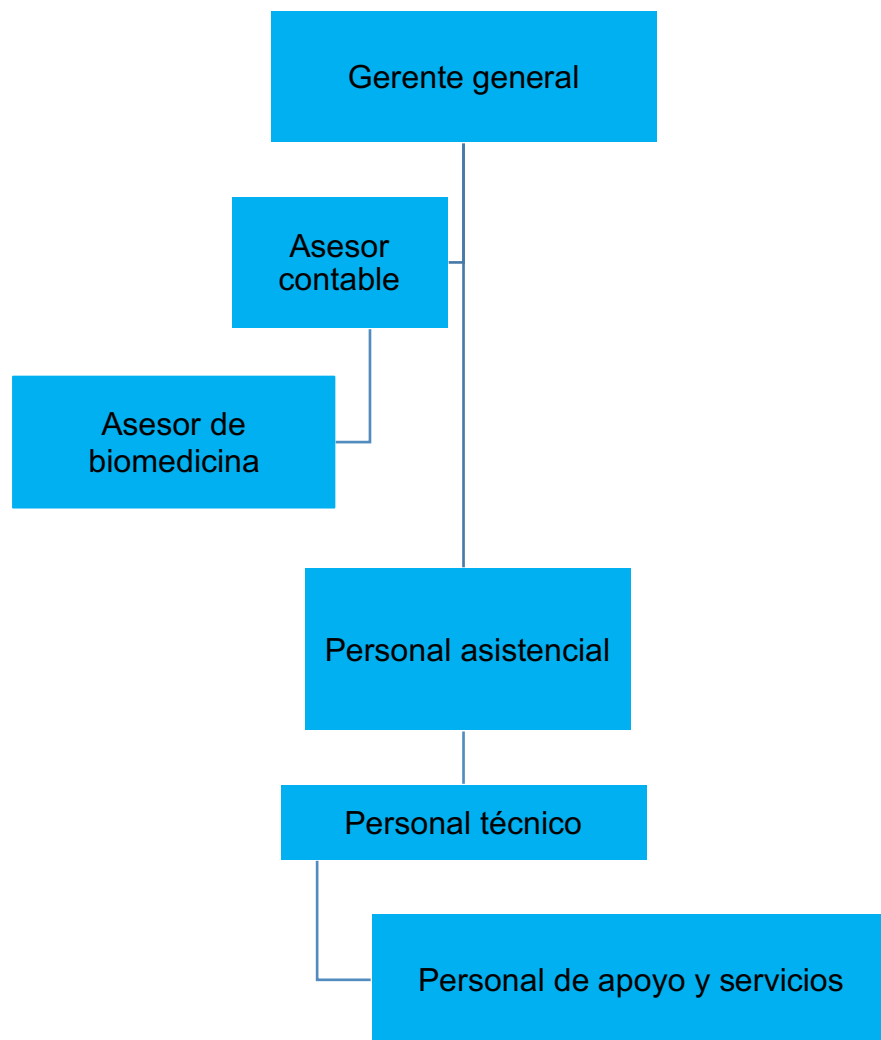 Gerente general
Asesor
contable
Asesor de
biomedicina
Personal asistencial
Personal técnico
Personal de apoyo y servicios